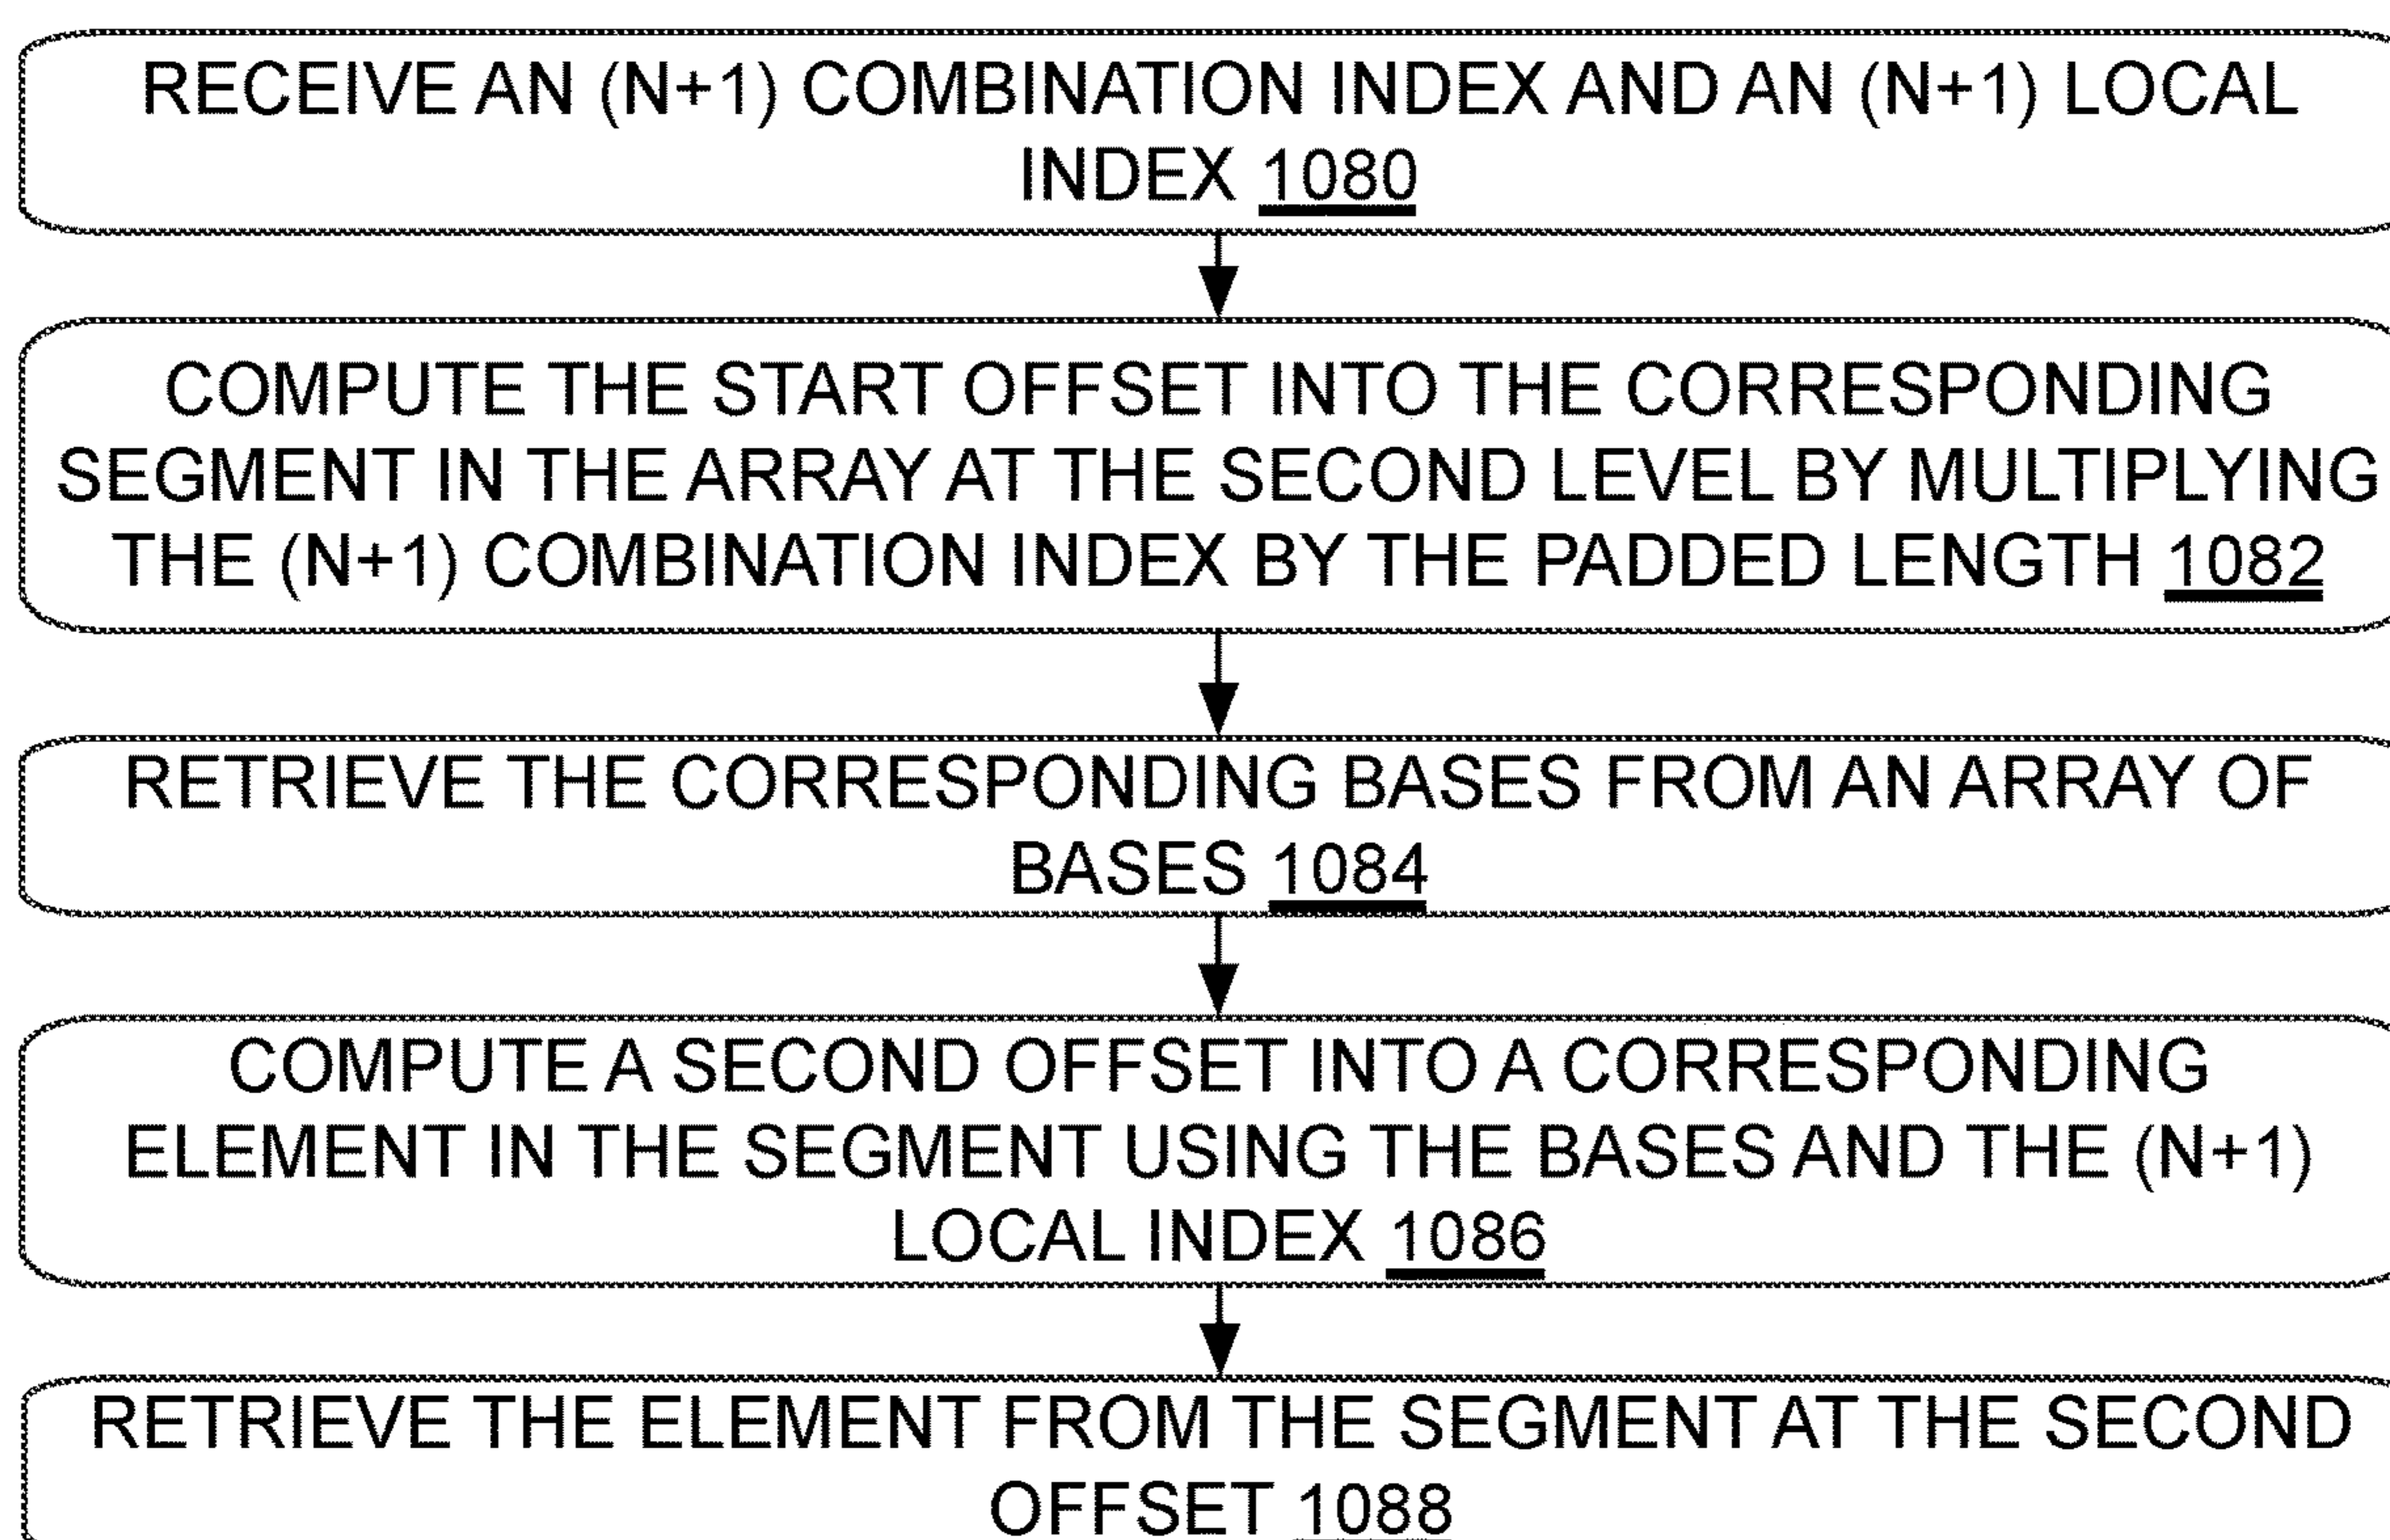 RECEIVE AN (N+1) COMBINATION INDEX AND AN (N+1) LOCAL
INDEX 1080
COMPUTE THE START OFFSET INTO THE CORRESPONDING
SEGMENT IN THE ARRAY AT THE SECOND LEVEL BY MULTIPLYING
THE (N+1) COMBINATION INDEX BY THE PADDED LENGTH 1082
RETRIEVE THE CORRESPONDING BASES FROM AN ARRAY OF
BASES 1084
COMPUTE A SECOND OFFSET INTO A CORRESPONDING
ELEMENT IN THE SEGMENT USING THE BASES AND THE (N+1)
LOCAL INDEX 1086
RETRIEVE THE ELEMENT FROM THE SEGMENT AT THE SECOND
OFFSET 1088